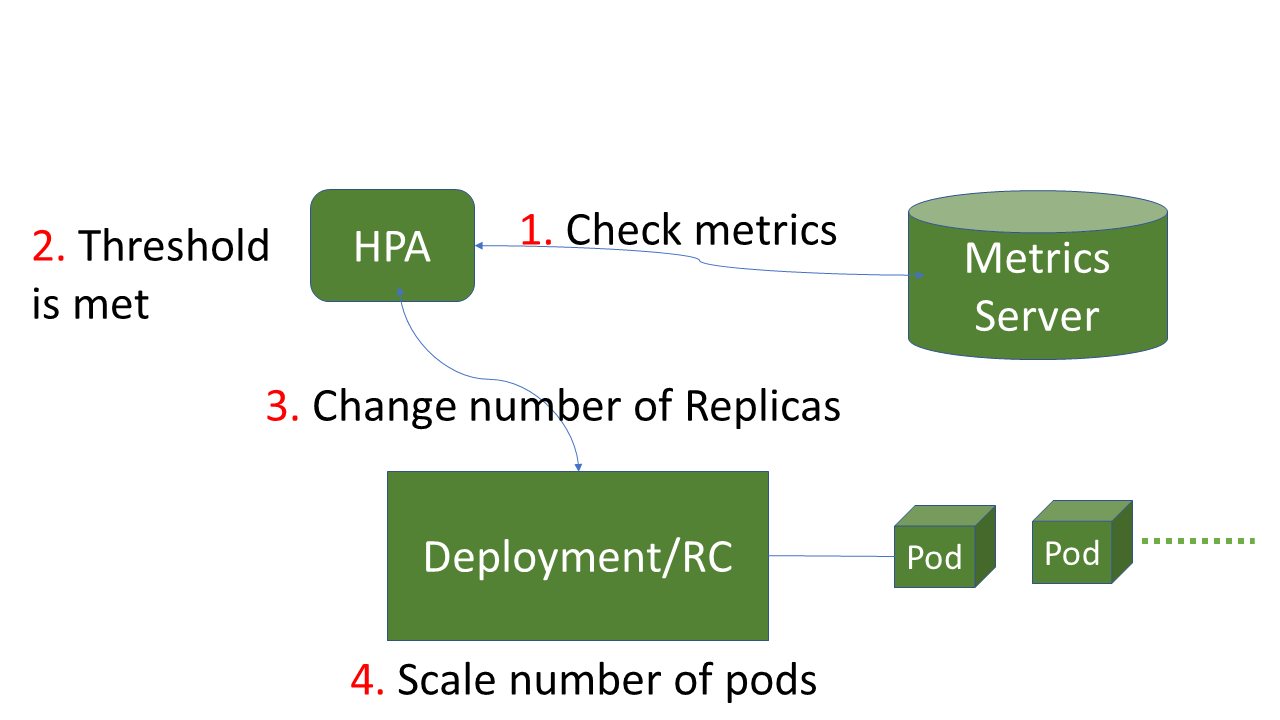 HPA
1. Check metrics
Metrics
Server
2. Threshold
is met
3. Change number of Replicas
Deployment/RC
Pod
Pod
4. Scale number of pods